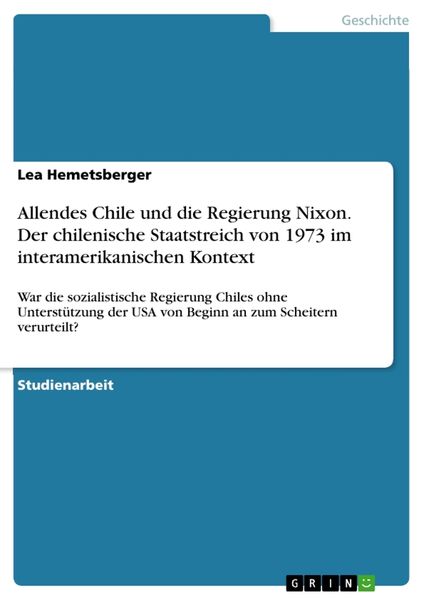 Geschichte
Lea Hemetsberger
Allendes Chile und die Regierung Nixon.
Der chilenische Staatstreich von 1973 im
interamerikanischen Kontext
War die sozialistische Regierung Chiles ohne
Unterstützung der USA von Beginn an zum Scheitern
verurteilt?
Studienarbeit
GRIN